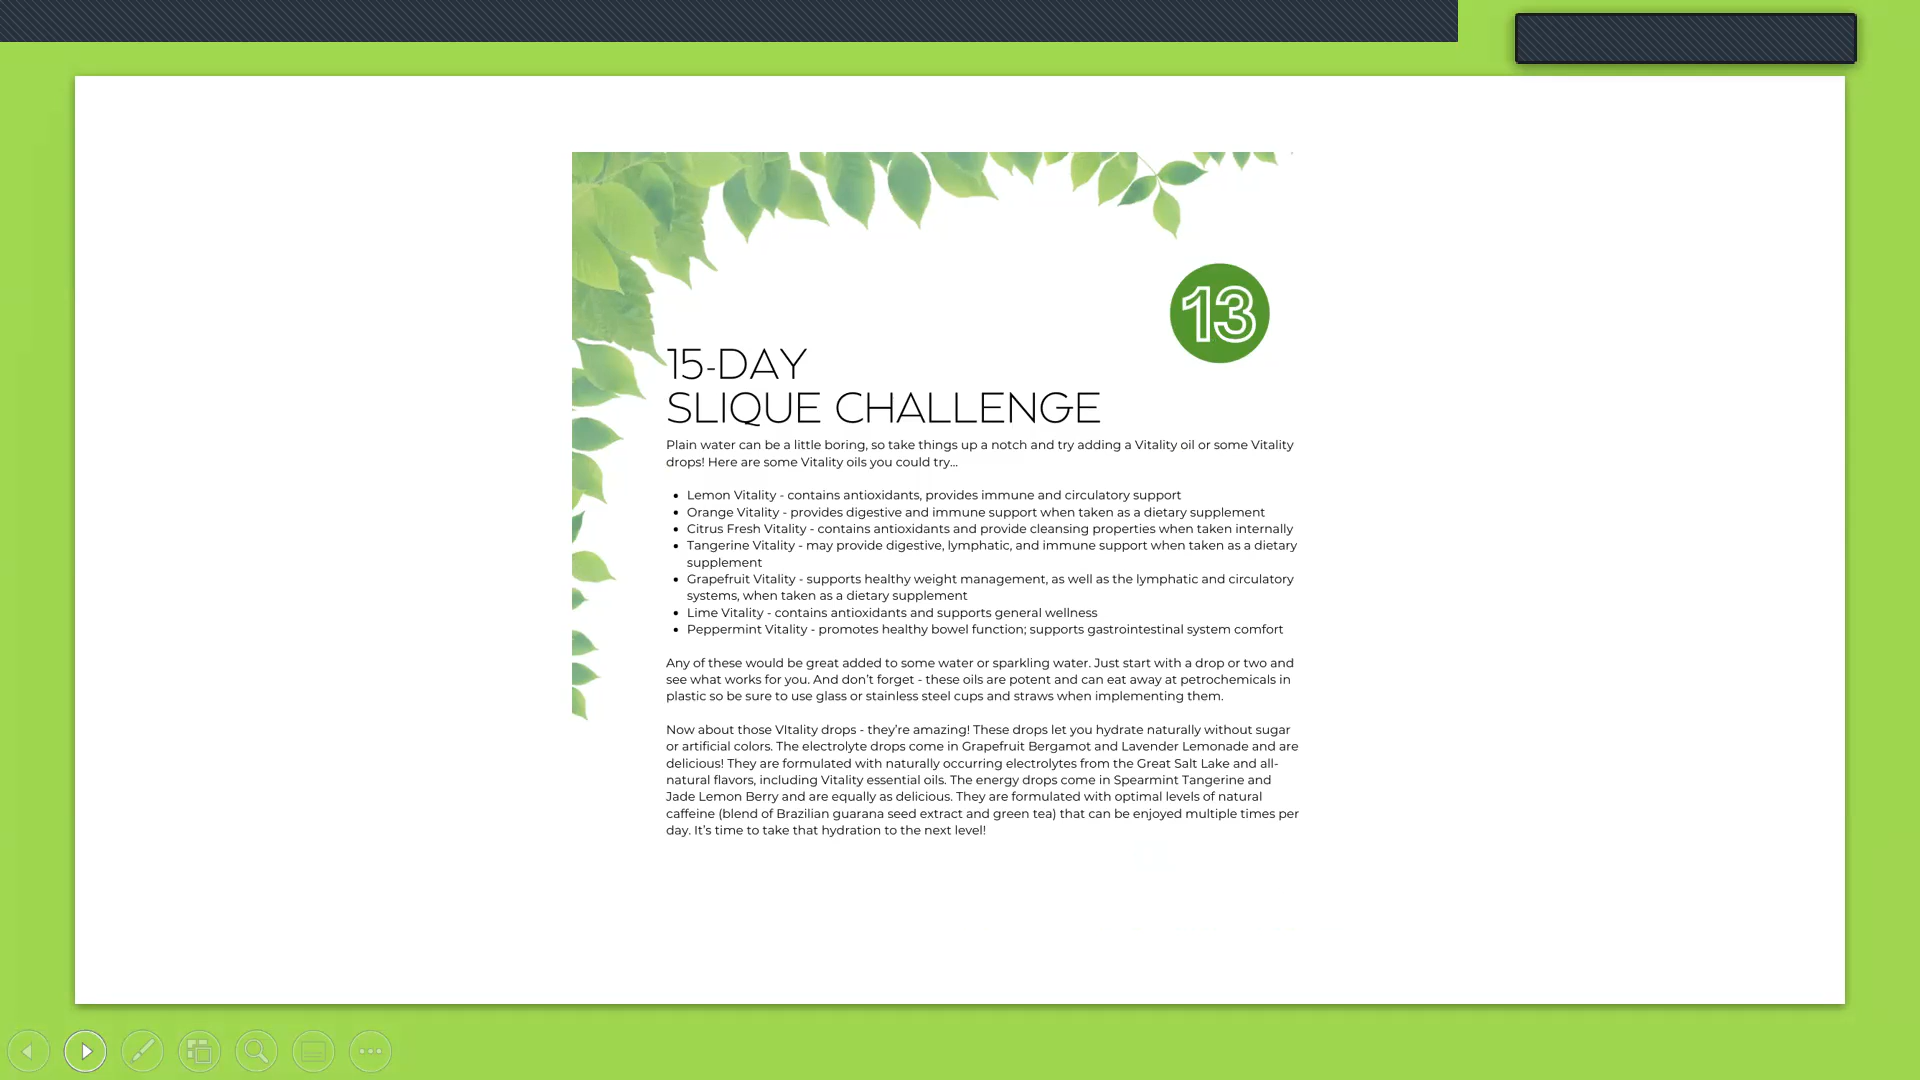 13
15-DAY
SLIQUE CHALLENGE
Plain water can be a little boring, so take things up a notch and try adding a Vitality oil or some Vitality
drops! Here are some Vitality oils you could try...
• Lemon Vitality - contains antioxidants, provides immune and circulatory support
• Orange Vitality - provides digestive and immune support when taken as a dietary supplement
• Citrus Fresh Vitality - contains antioxidants and provide cleansing properties when taken internally
• Tangerine Vitality - may provide digestive, lymphatic, and immune support when taken as a dietary
supplement
• Grapefruit Vitality - supports healthy weight management, as well as the lymphatic and circulatory
systems, when taken as a dietary supplement
• Lime Vitality - contains antioxidants and supports general wellness
• Peppermint Vitality - promotes healthy bowel function; supports gastrointestinal system comfort
Any of these would be great added to some water or sparkling water. Just start with a drop or two and
see what works for you. And don't forget - these oils are potent and can eat away at petrochemicals in
plastic so be sure to use glass or stainless steel cups and straws when implementing them.
Now about those VItality drops - they're amazing! These drops let you hydrate naturally without sugar
or artificial colors. The electrolyte drops come in Grapefruit Bergamot and Lavender Lemonade and are
delicious! They are formulated with naturally occurring electrolytes from the Great Salt Lake and all-
natural flavors, including Vitality essential oils. The energy drops come in Spearmint Tangerine and
Jade Lemon Berry and are equally as delicious. They are formulated with optimal levels of natural
caffeine (blend of Brazilian guarana seed extract and green tea) that can be enjoyed multiple times per
day. It's time to take that hydration to the next level!